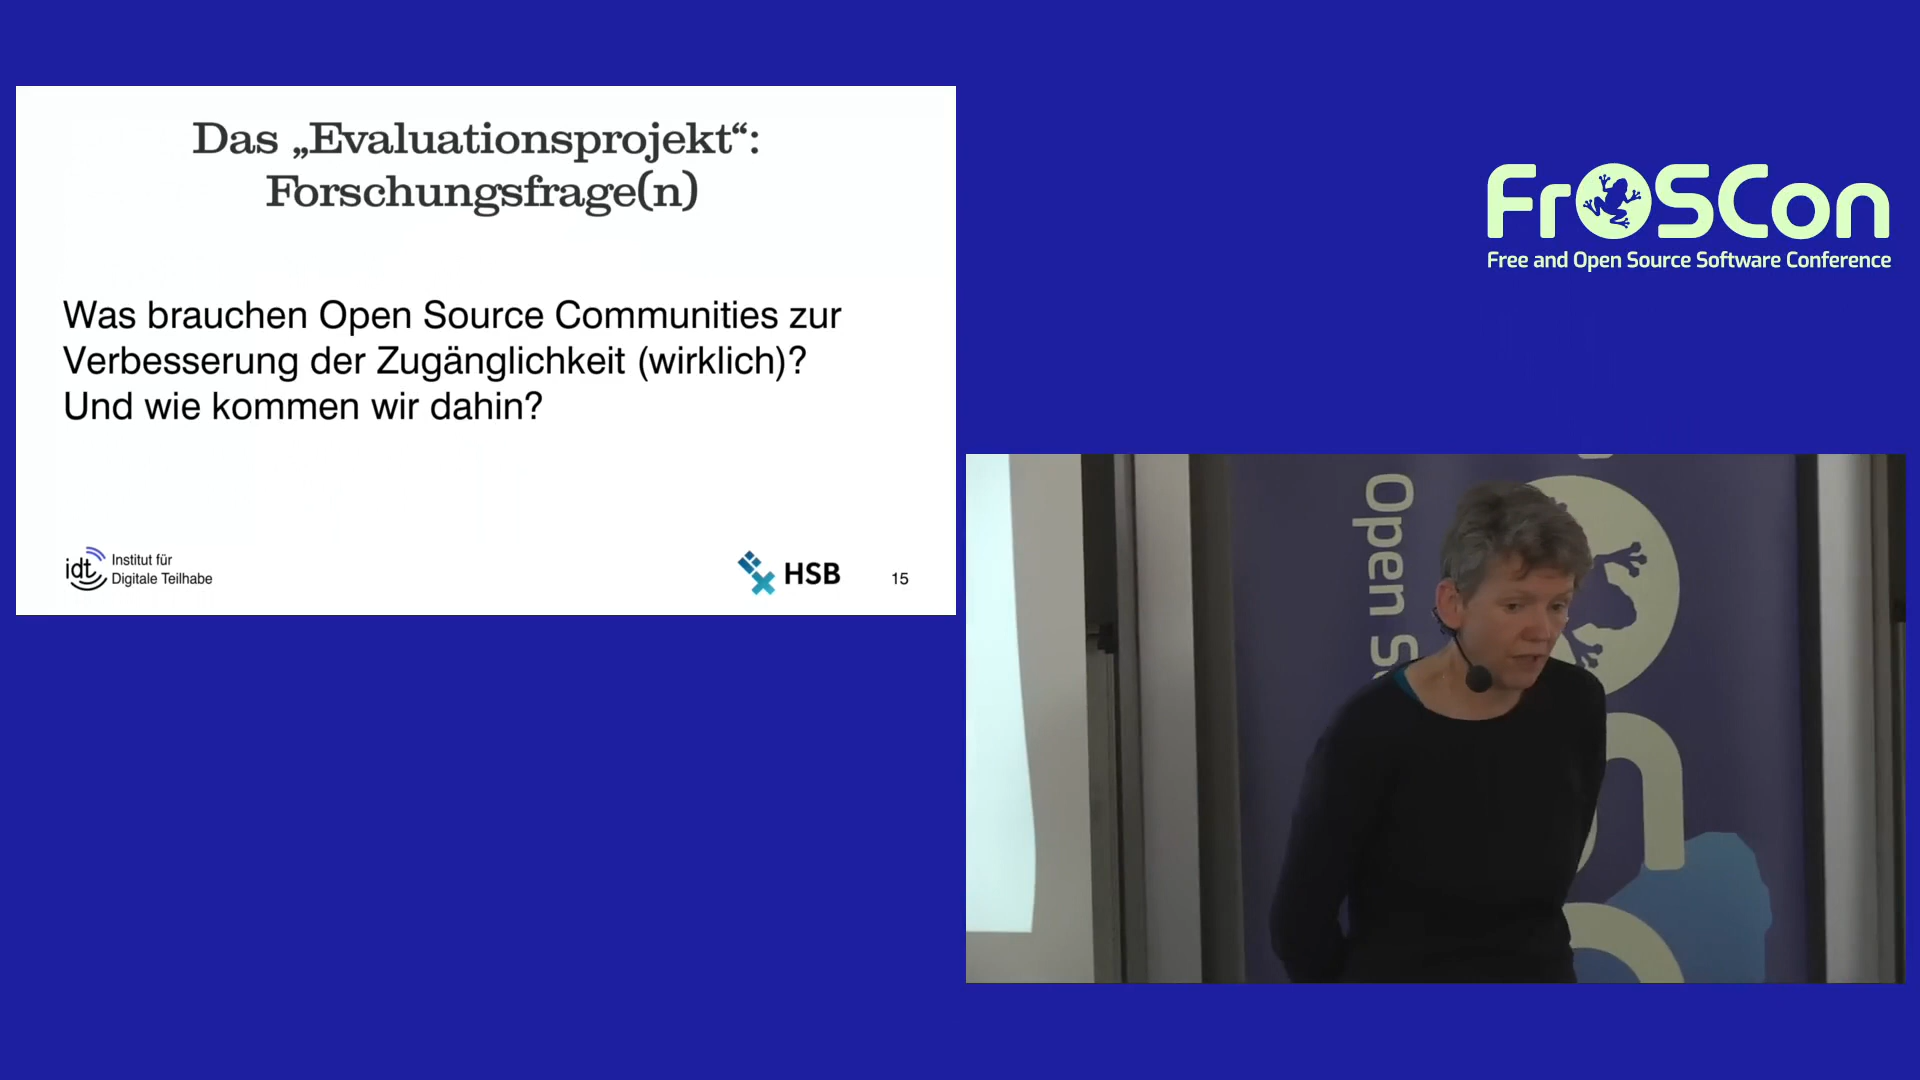 Das „Evaluationsprojekt“:
Forschungsfrage(n)
Was brauchen Open Source Communities zur
Verbesserung der Zugänglichkeit (wirklich)?
Und wie kommen wir dahin?
idt Institut für
Digitale Teilhabe
HSB
15
FrOSCon
Free and Open Source Software Conference
Open S